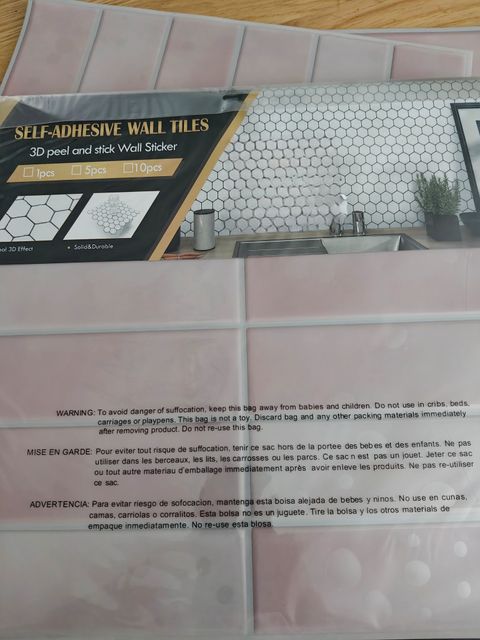 SELF-ADHESIVE WALL TILES
3D peel and stick Wall Sticker
1pcs 5pcs 10pcs
3D Effect • Solid&Durable
WARNING: To avoid danger of suffocation, keep this bag away from babies and children. Do not use in cribs, beds,
carriages or playpens. This bag is not a toy. Discard bag and any other packing materials immediately
after removing product. Do not re-use this bag.
MISE EN GARDE: Pour eviter tout risque de suffocation, tenir ce sac hors de la portee des bebes et des enfants. Ne pas
utiliser dans les berceaux, les lits, les carrosses ou les parcs. Ce sac n est pas un jouet. Jeter ce sac
ou tout autre materiau d'emballage immediatement après avoir enleve les produits. Ne pas re-utiliser
ce sac.
ADVERTENCIA: Para evitar riesgo de sofocacion, mantenga esta bolsa alejada de bebes y ninos. No use en cunas,
camas, carriolas o corralitos. Esta bolsa no es un juguete. Tire la bolsa y los otros materials de
empaque inmediatamente. No re-use esta blosa.